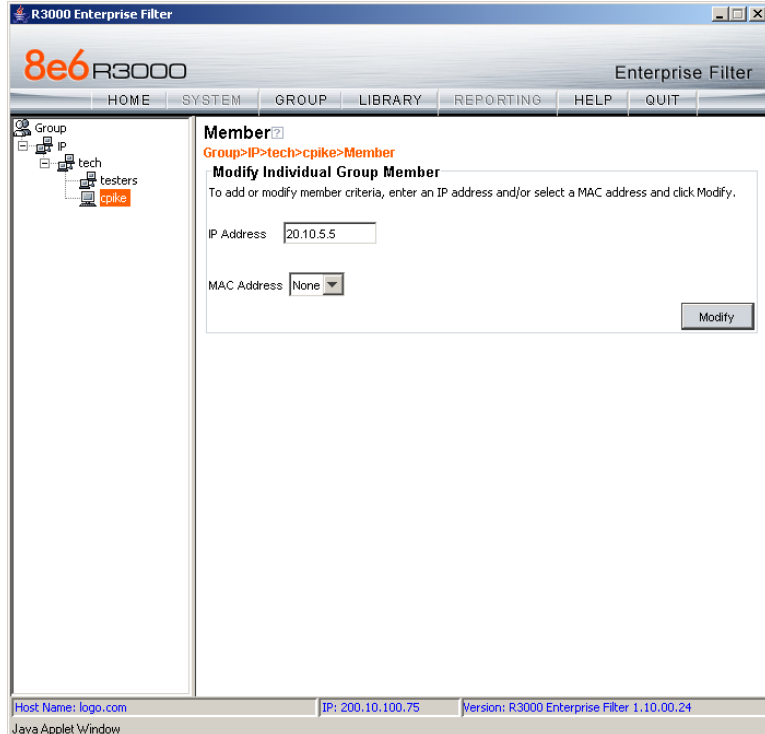 R3000 Enterprise Filter
8e6 R3000
Enterprise Filter
HOME SYSTEM GROUP LIBRARY REPORTING HELP QUIT
Group
IP
tech
testers
cpike
Member?
Group>IP>tech>cpike>Member
Modify Individual Group Member
To add or modify member criteria, enter an IP address and/or select a MAC address and click Modify.
IP Address 20.10.5.5
MAC Address None
Modify
Host Name: logo.com IP: 200.10.100.75 Version: R3000 Enterprise Filter 1.10.00.24
Java Applet Window